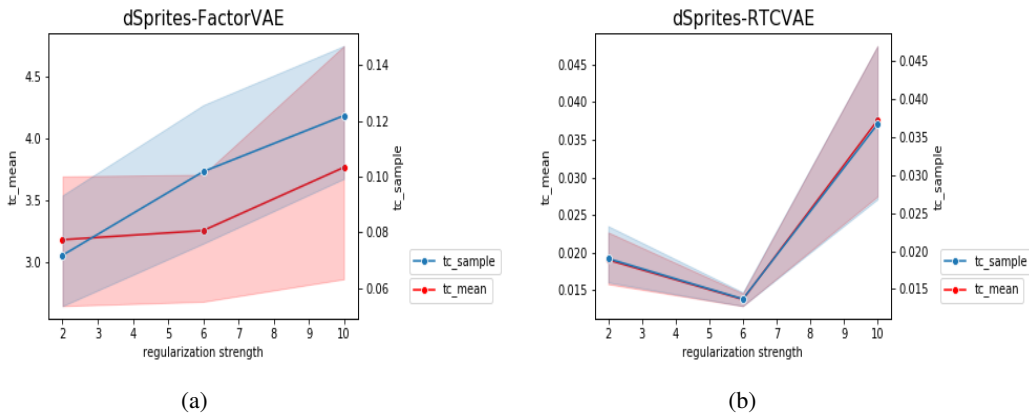 dSprites-FactorVAE
4.5
4.0
3.5
3.0
tc_mean
0.14
0.12
0.10
0.08
0.06
tc_sample
2 3 4 5 6 7 8 9 10
regularization strength
tc_sample
tc_mean
(a)
dSprites-RTCVAE
0.045
0.040
0.035
0.030
0.025
0.020
0.015
tc_mean
0.045
0.040
0.035
0.030
0.025
0.020
0.015
tc_sample
2 3 4 5 6 7 8 9 10
regularization strength
tc_sample
tc_mean
(b)